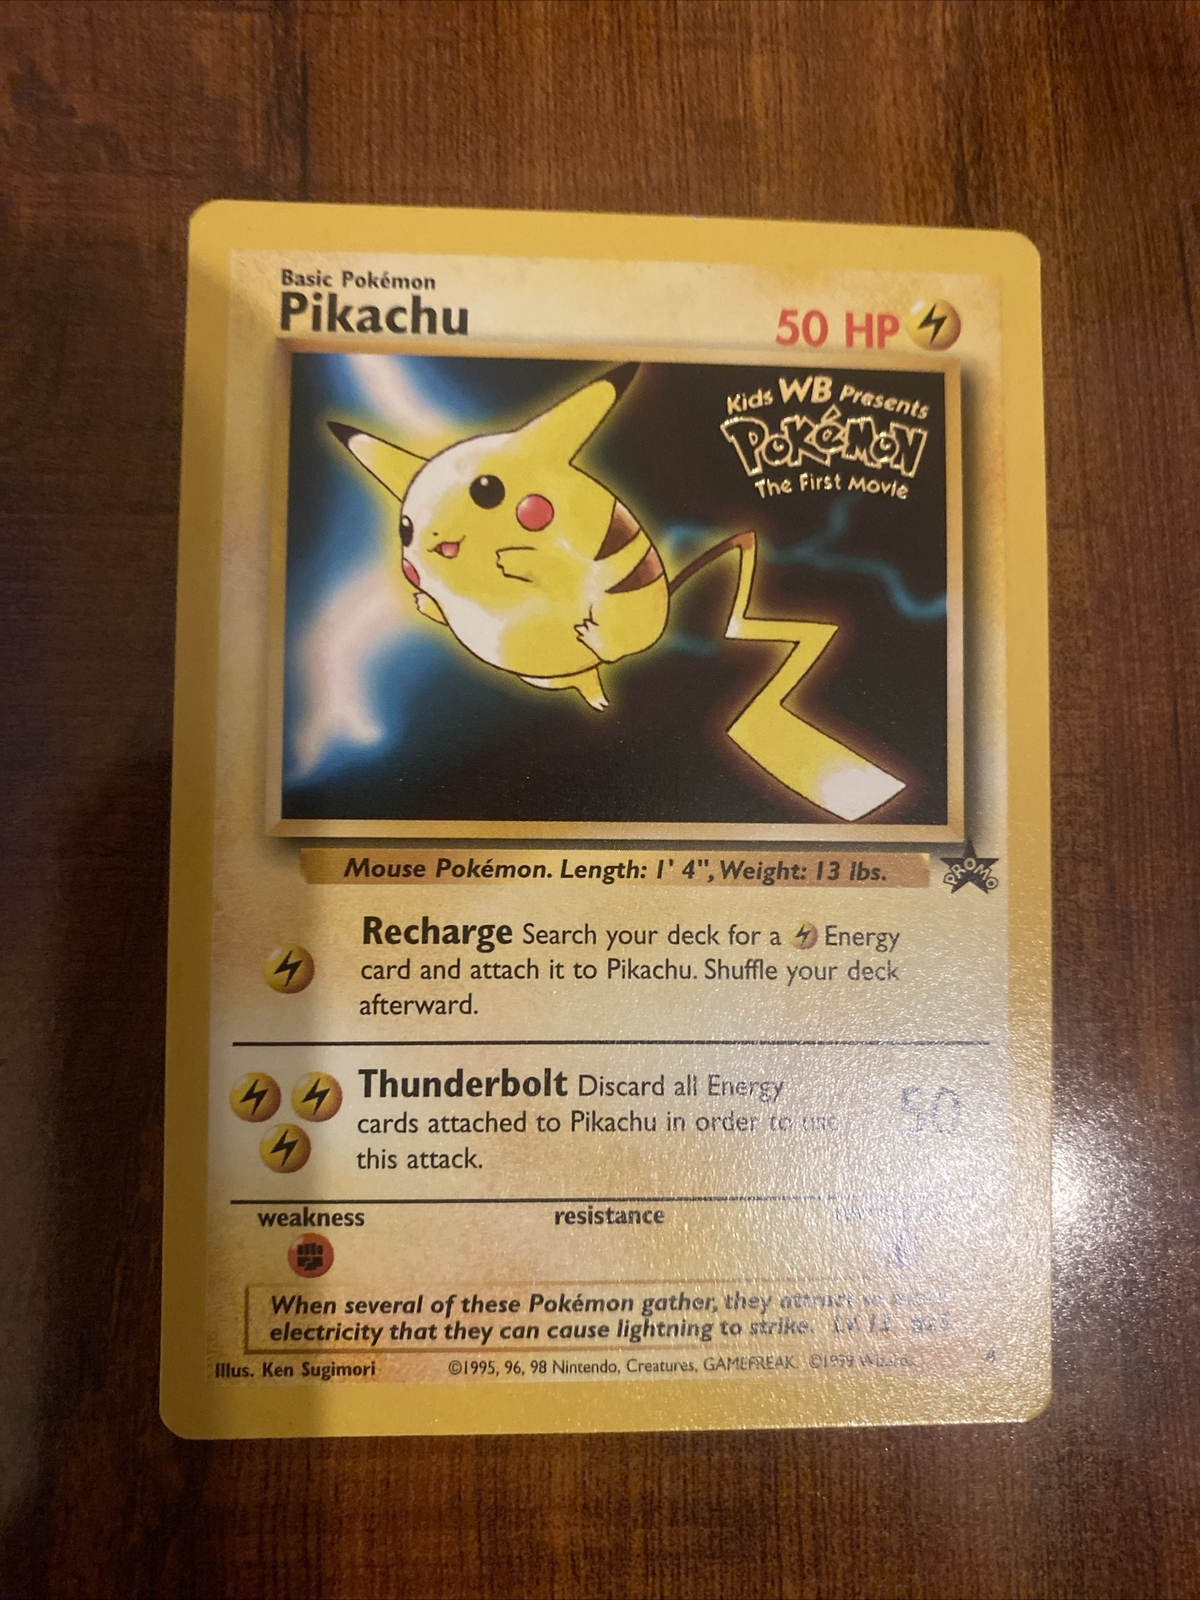 Basic Pokémon
Pikachu
50 HP
Kids WB Presents
POKéMON
The First Movie
Mouse Pokémon. Length: 1' 4", Weight: 13 lbs.
PROMO
Recharge Search your deck for a Energy
card and attach it to Pikachu. Shuffle your deck
afterward.
Thunderbolt Discard all Energy
cards attached to Pikachu in order to use
this attack.
50
weakness
resistance
When several of these Pokémon gather, they attract so much
electricity that they can cause lightning to strike. LV. 13 #25
Illus. Ken Sugimori
©1995, 96, 98 Nintendo, Creatures, GAMEFREAK. ©1999 Wizards.
4